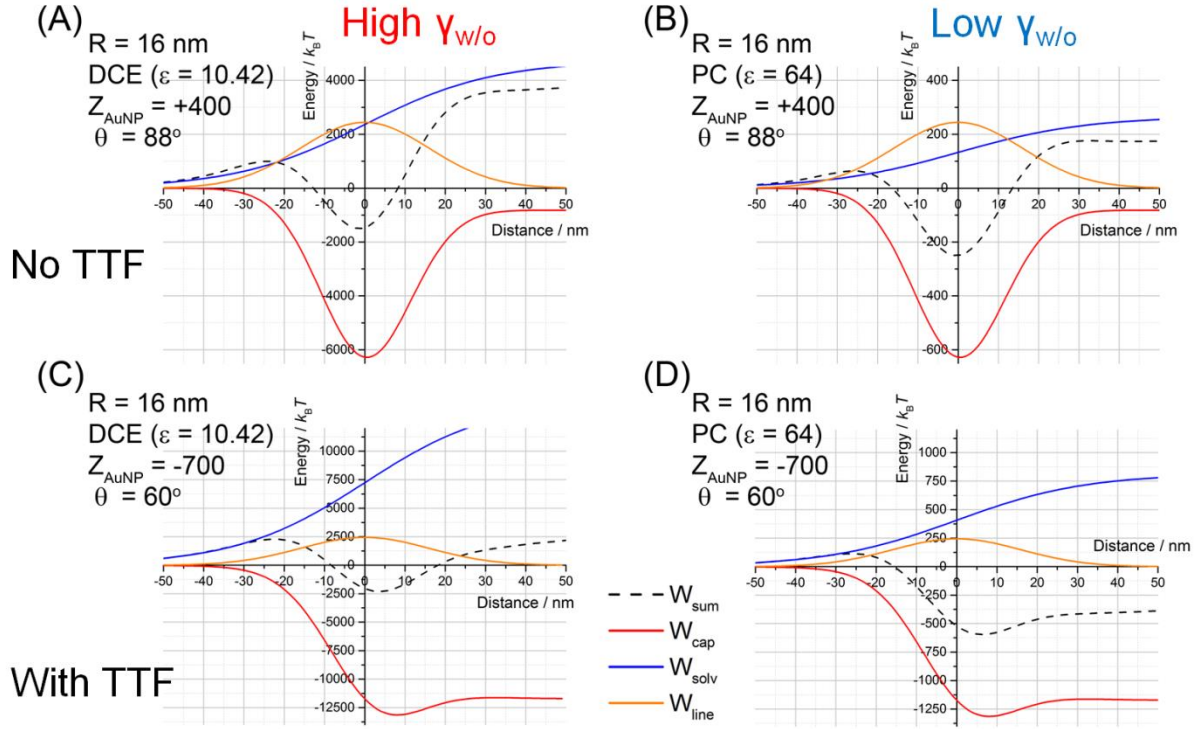 (A)
High γw/o
R = 16 nm
DCE (ε = 10.42)
ZAuNP = +400
θ = 88o
Energy / kBT
4000
2000
0
-2000
-4000
-6000
-50 -40 -30 -20 -10 0 10 20 30 40 50
Distance / nm
(B)
Low γw/o
R = 16 nm
PC (ε = 64)
ZAuNP = +400
θ = 88o
Energy / kBT
400
200
0
-200
-400
-600
-50 -40 -30 -20 -10 0 10 20 30 40 50
Distance / nm
No TTF
(C)
R = 16 nm
DCE (ε = 10.42)
ZAuNP = -700
θ = 60o
Energy / kBT
10000
7500
5000
2500
0
-2500
-5000
-7500
-10000
-12500
-50 -40 -30 -20 -10 0 10 20 30 40 50
Distance / nm
(D)
R = 16 nm
PC (ε = 64)
ZAuNP = -700
θ = 60o
Energy / kBT
1000
750
500
250
0
-250
-500
-750
-1000
-1250
-50 -40 -30 -20 -10 0 10 20 30 40 50
Distance / nm
Wsum
Wcap
Wsolv
Wline
With TTF